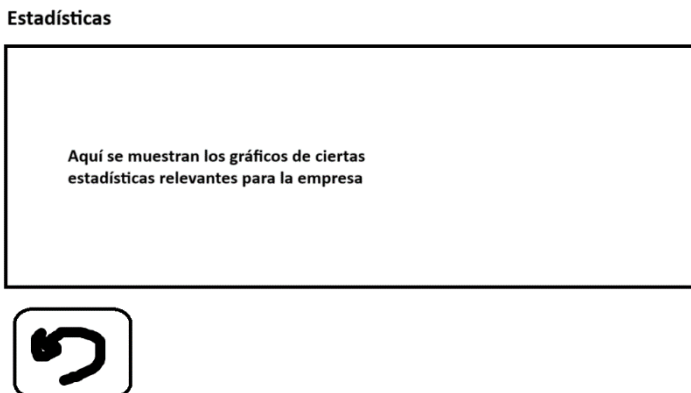 Estadísticas
Aquí se muestran los gráficos de ciertas
estadísticas relevantes para la empresa